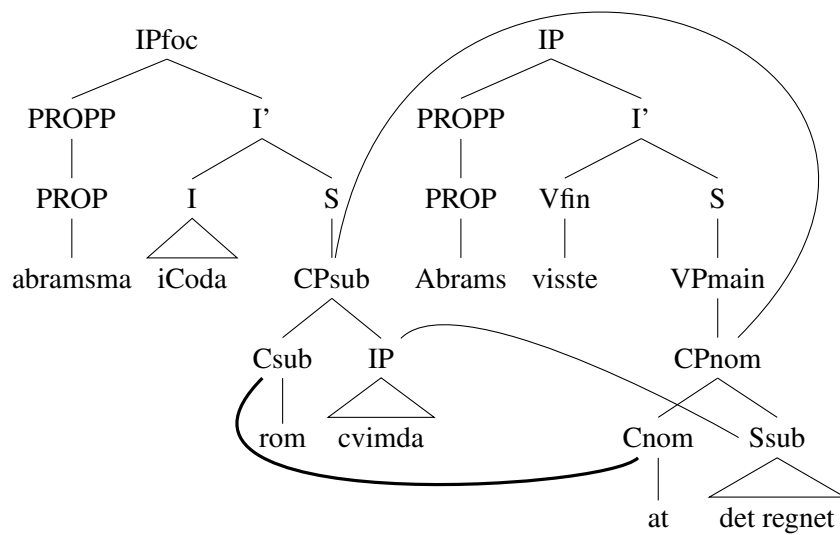 IPfoc IP
PROPP I' PROPP I'
PROP I S PROP Vfin S
abramsma iCoda CPsub Abrams visste VPmain
Csub IP CPnom
rom cvimda Cnom Ssub
at det regnet